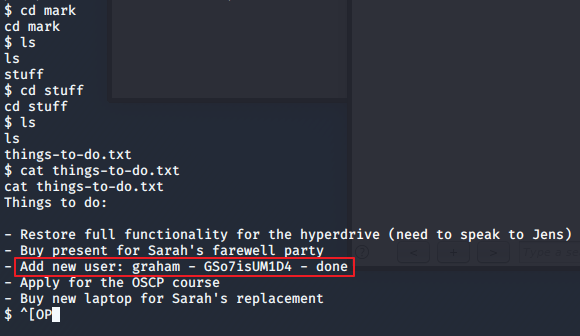 $ cd mark
cd mark
$ ls
ls
stuff
$ cd stuff
cd stuff
$ ls
ls
things-to-do.txt
$ cat things-to-do.txt
cat things-to-do.txt
Things to do:
- Restore full functionality for the hyperdrive (need to speak to Jens)
- Buy present for Sarah's farewell party
- Add new user: graham - GSo7isUM1D4 - done
- Apply for the OSCP course
- Buy new laptop for Sarah's replacement
$ ^[OP